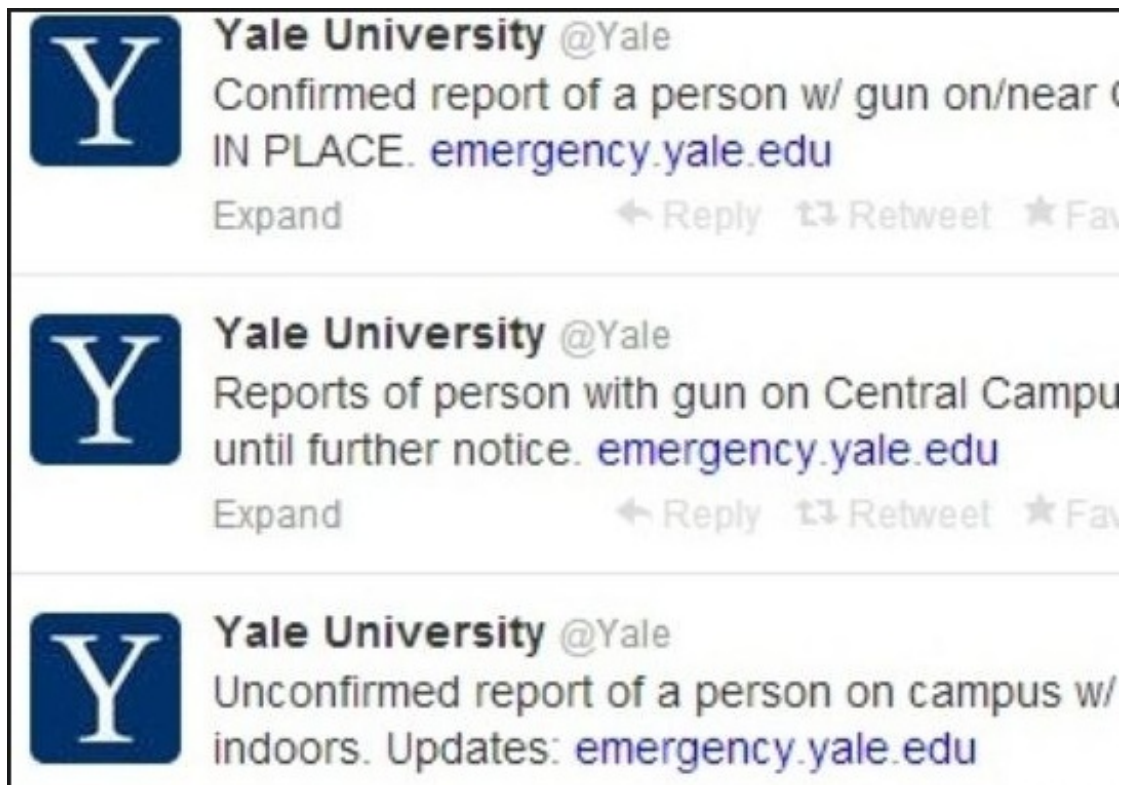 Y
Yale University @Yale
Confirmed report of a person w/ gun on/near
IN PLACE. emergency.yale.edu
Expand Reply Retweet Fav
Y
Yale University @Yale
Reports of person with gun on Central Campu
until further notice. emergency.yale.edu
Expand Reply Retweet Fav
Y
Yale University @Yale
Unconfirmed report of a person on campus w/
indoors. Updates: emergency.yale.edu